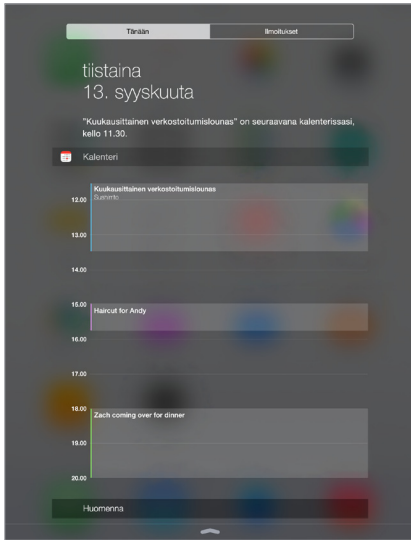 Tänään
Ilmoitukset
tiistaina
13. syyskuuta
"Kuukausittainen verkostoitumislounas" on seuraavana kalenterissasi,
kello 11.30.
Kalenteri
Kuukausittainen verkostoitumislounas
12.00
13.00
14.00
15.00
Haircut for Andy
16.00
17.00
18.00
Zach coming over for dinner
19.00
20.00
Huomenna